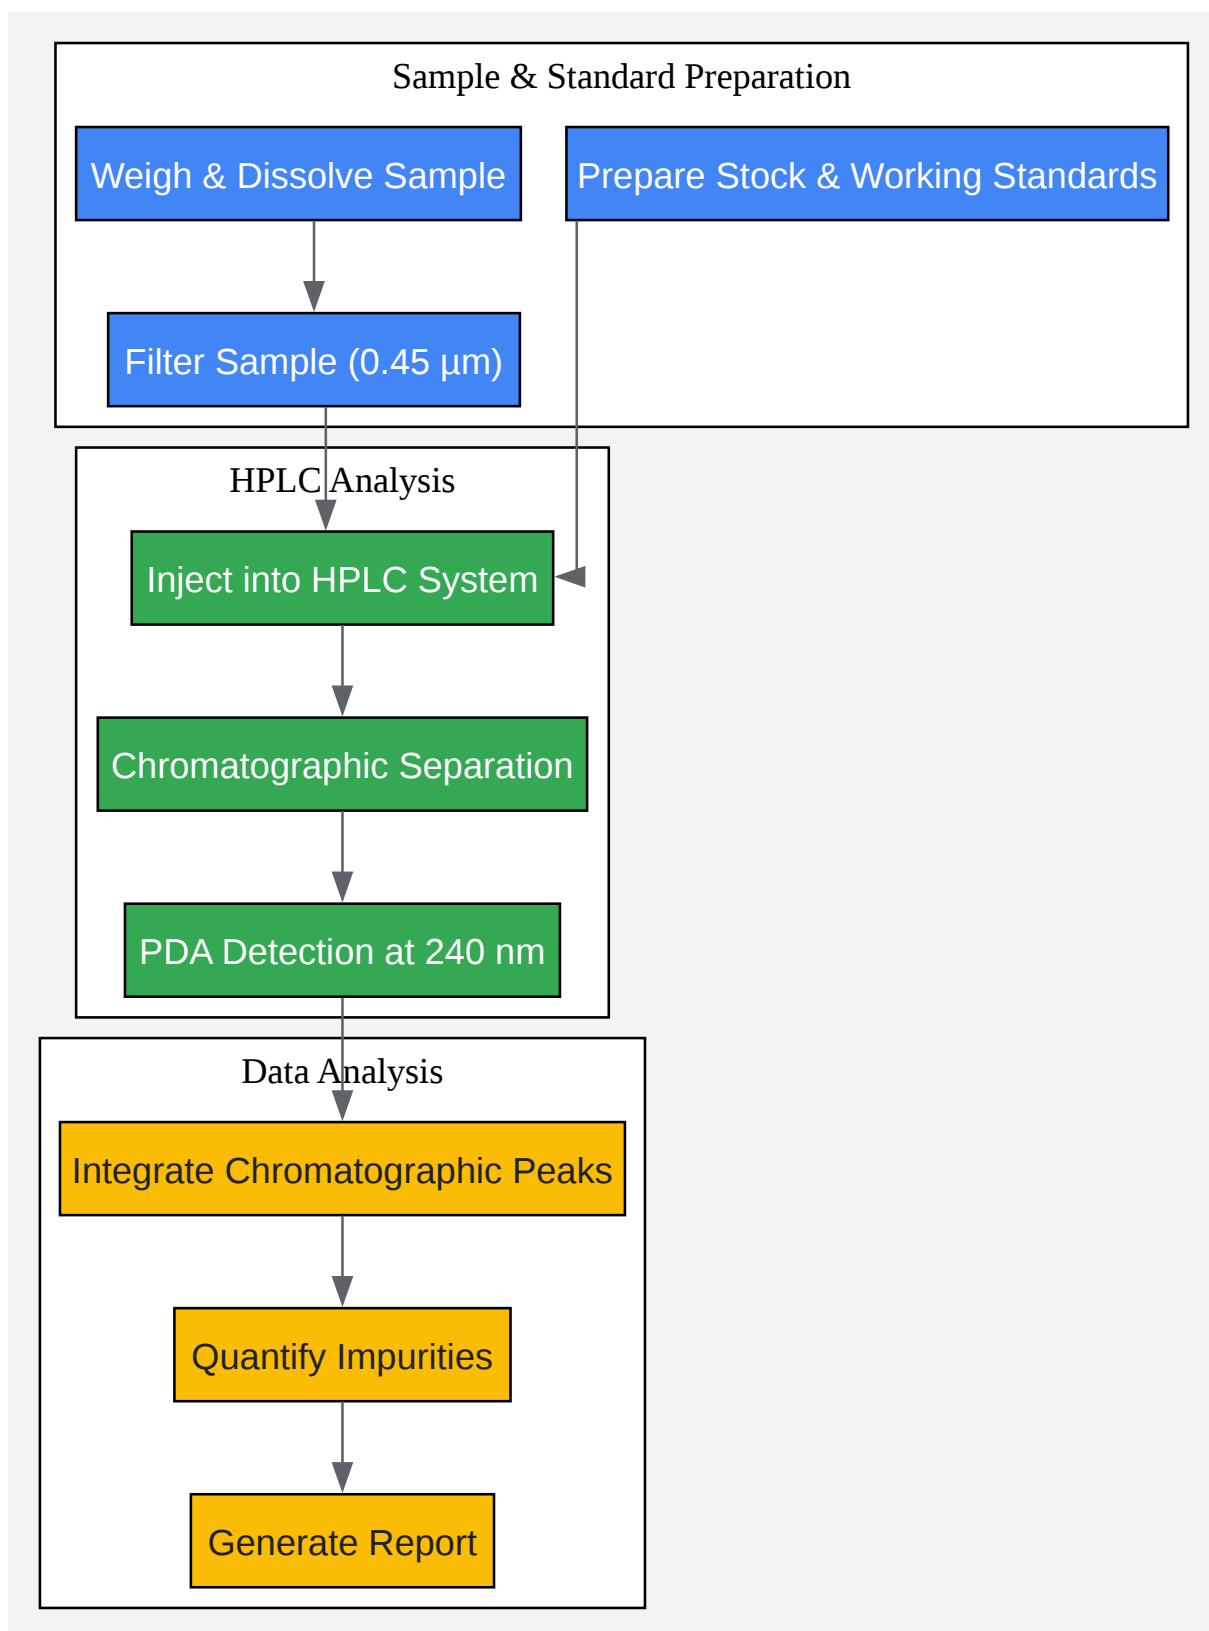 Sample & Standard Preparation
Weigh & Dissolve Sample
Prepare Stock & Working Standards
Filter Sample (0.45 µm)
HPLC Analysis
Inject into HPLC System
Chromatographic Separation
PDA Detection at 240 nm
Data Analysis
Integrate Chromatographic Peaks
Quantify Impurities
Generate Report